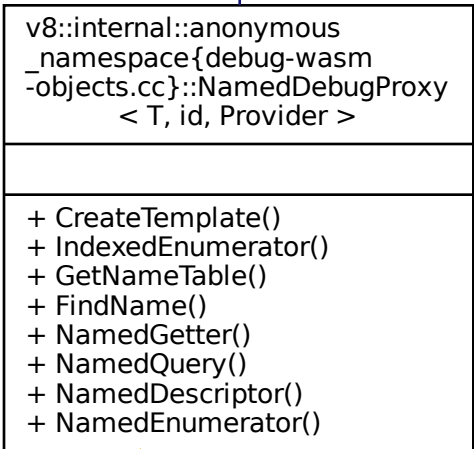 v8::internal::anonymous
_namespace{debug-wasm
-objects.cc}::NamedDebugProxy
< T, id, Provider >
+ CreateTemplate()
+ IndexedEnumerator()
+ GetNameTable()
+ FindName()
+ NamedGetter()
+ NamedQuery()
+ NamedDescriptor()
+ NamedEnumerator()